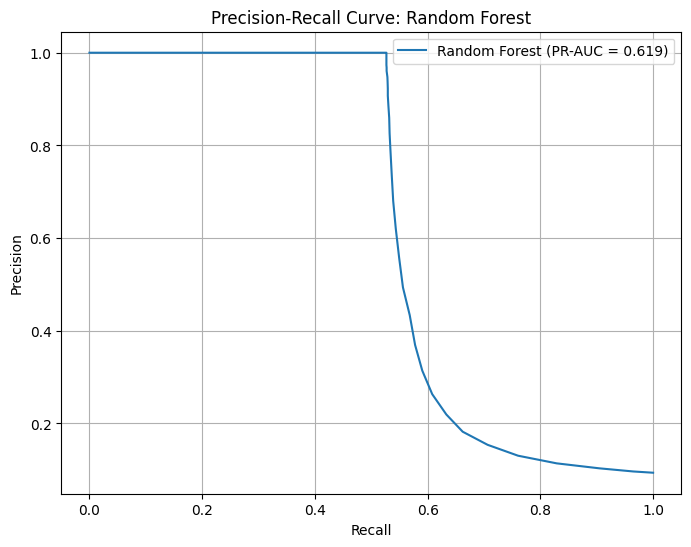 Precision-Recall Curve: Random Forest
Random Forest (PR-AUC = 0.619)
Precision
1.0
0.8
0.6
0.4
0.2
0.0 0.2 0.4 0.6 0.8 1.0
Recall